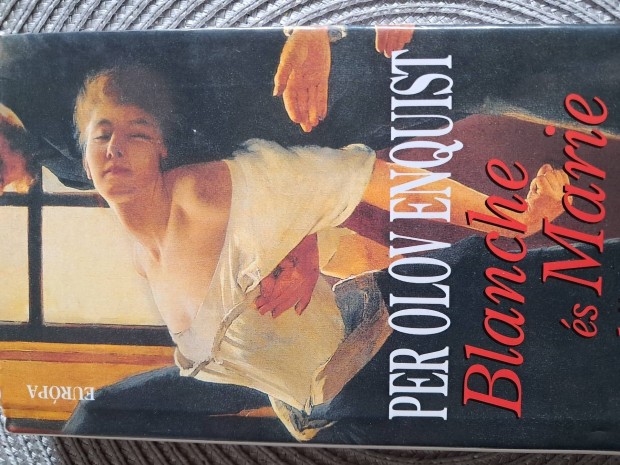 PER OLOV ENQUIST
Blanche
és Marie
EURÓPA